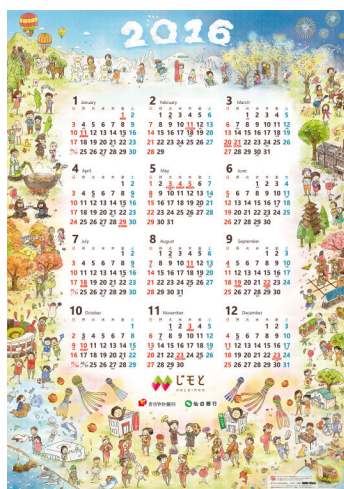 2016
1 January
1 2
3 4 5 6 7 8 9
10 11 12 13 14 15 16
17 18 19 20 21 22 23
25 26 27 28 29 30
2 February
1 2 3 4 5 6
7 8 9 10 11 12 13
14 15 16 17 18 19 20
21 22 23 24 25 26 27
28 29
3 March
1 2 3 4 5
6 7 8 9 10 11 12
13 14 15 16 17 18 19
20 21 22 23 24 25 26
27 28 29 30 31
4 April
1 2
3 4 5 6 7 8 9
10 11 12 13 14 15 16
17 18 19 20 21 22 23
24 25 26 27 28 29 30
5 May
1 2 3 4 5 6 7
8 9 10 11 12 13 14
15 16 17 18 19 20 21
22 23 24 25 26 27 28
29 30 31
6 June
1 2 3 4
5 6 7 8 9 10 11
12 13 14 15 16 17 18
19 20 21 22 23 24 25
26 27 28 29 30
7 July
1 2
3 4 5 6 7 8 9
10 11 12 13 14 15 16
17 18 19 20 21 22 23
25 26 27 28 29 30
8 August
1 2 3 4 5 6
7 8 9 10 11 12 13
14 15 16 17 18 19 20
21 22 23 24 25 26 27
28 29 30 31
9 September
1 2 3
4 5 6 7 8 9 10
11 12 13 14 15 16 17
18 19 20 21 22 23 24
25 26 27 28 29 30
10 October
1
2 3 4 5 6 7 8
9 10 11 12 13 14 15
16 17 18 19 20 21 22
25 26 27 28 29
11 November
1 2 3 4 5
6 7 8 9 10 11 12
13 14 15 16 17 18 19
20 21 22 23 24 25 26
27 28 29 30
12 December
1 2 3
4 5 6 7 8 9 10
11 12 13 14 15 16 17
18 19 20 21 22 23 24
25 26 27 28 29 30 31
じモト
HOLDINGS
きらやか銀行 仙台銀行